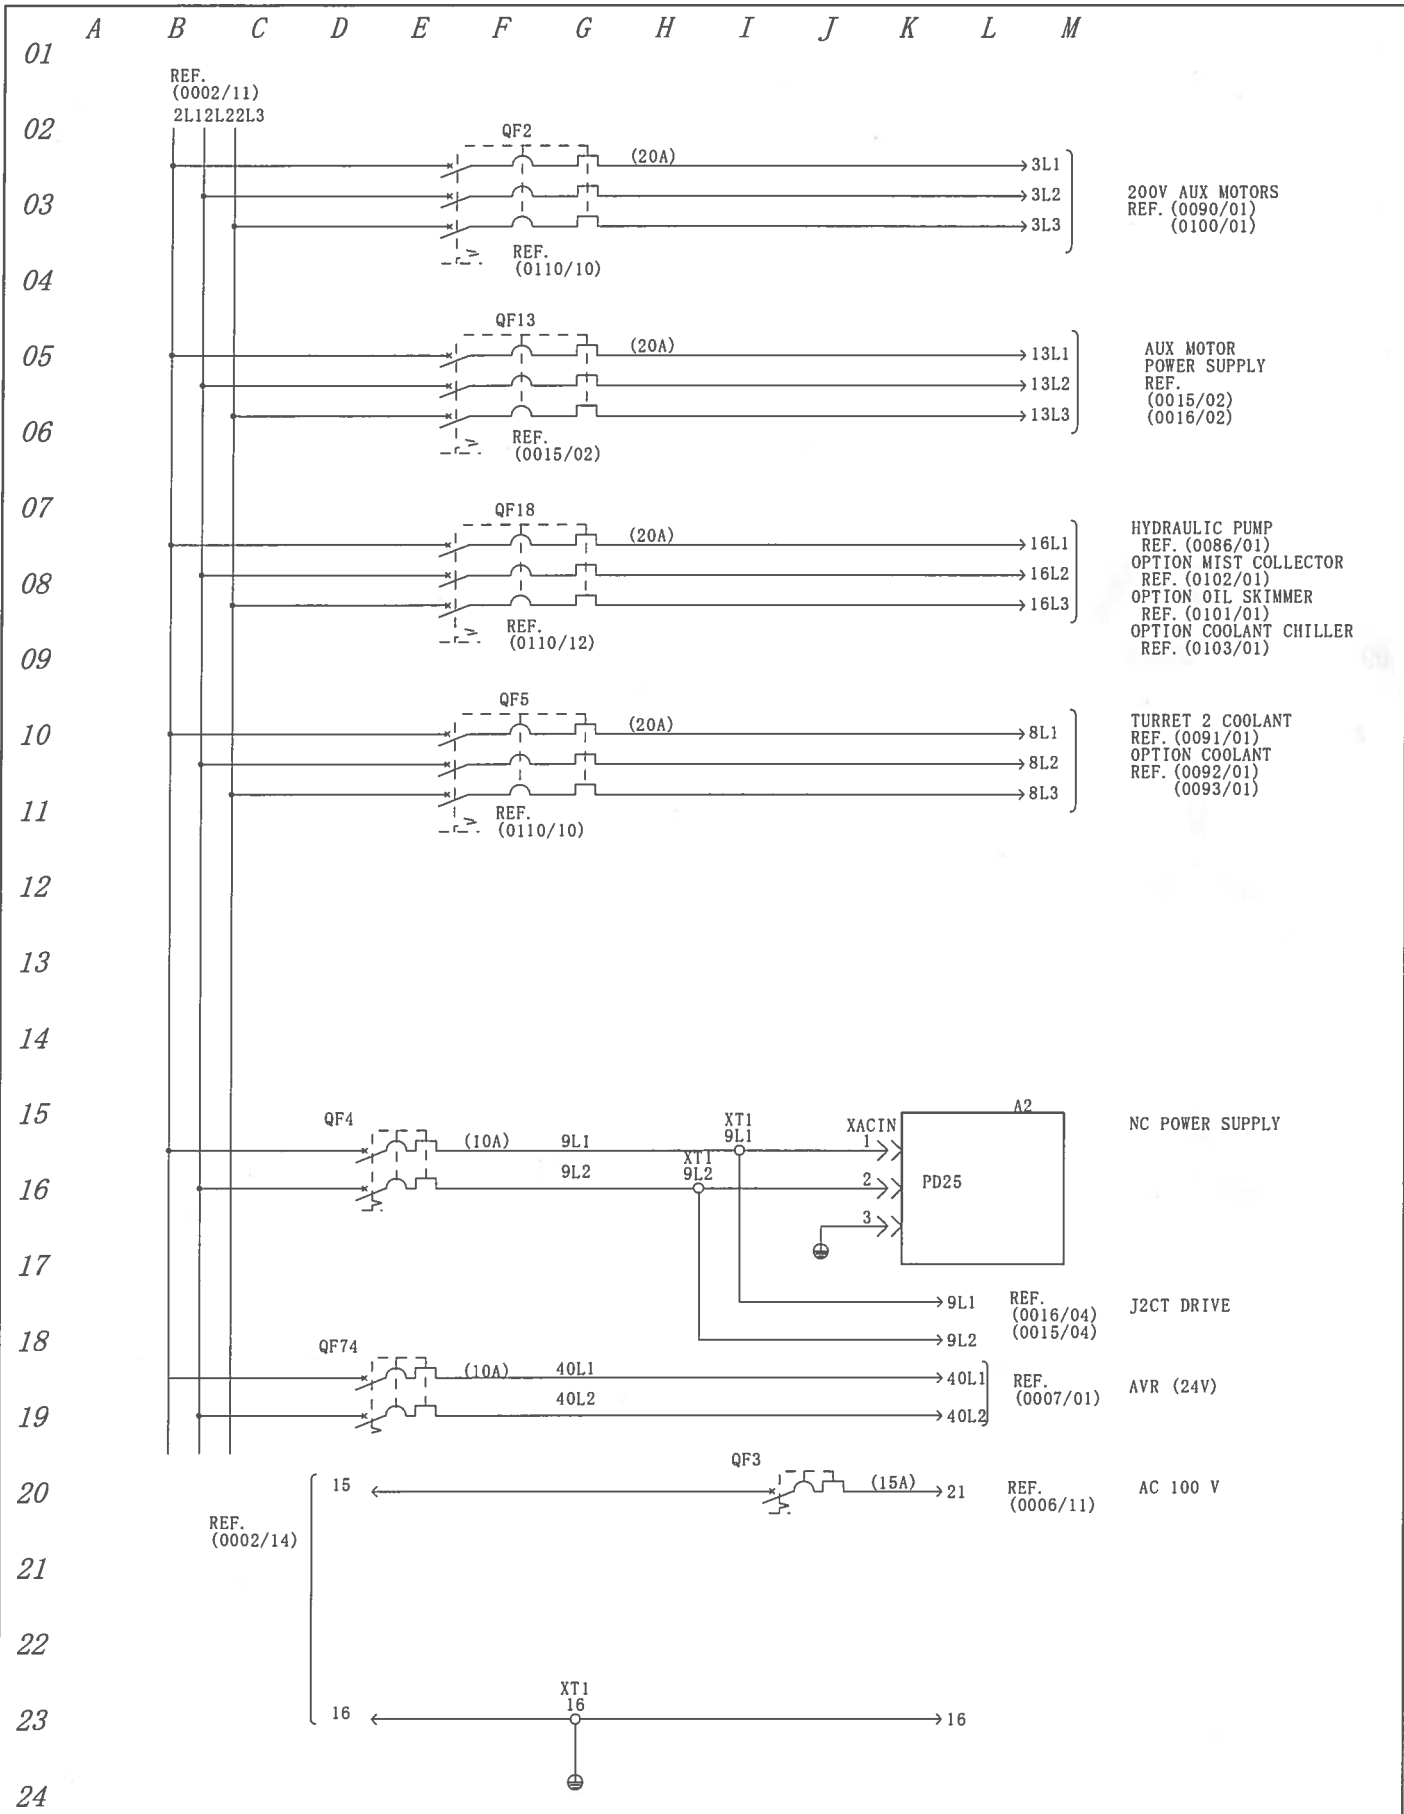 A B C D E F G H I J K L M
01
REF.
(0002/11)
2L12L22L3
02
QF2
(20A)
3L1
03
3L2
3L3
200V AUX MOTORS
REF. (0090/01)
(0100/01)
REF.
(0110/10)
04
QF13
05
(20A)
13L1
13L2
13L3
AUX MOTOR
POWER SUPPLY
REF.
(0015/02)
(0016/02)
06
REF.
(0015/02)
07
QF18
(20A)
16L1
08
16L2
16L3
HYDRAULIC PUMP
REF. (0086/01)
OPTION MIST COLLECTOR
REF. (0102/01)
OPTION OIL SKIMMER
REF. (0101/01)
OPTION COOLANT CHILLER
REF. (0103/01)
REF.
(0110/12)
09
QF5
10
(20A)
8L1
8L2
8L3
TURRET 2 COOLANT
REF. (0091/01)
OPTION COOLANT
REF. (0092/01)
(0093/01)
11
REF.
(0110/10)
12
13
14
15
QF4
(10A)
9L1
XT1
9L1
XACIN
1
A2
NC POWER SUPPLY
16
9L2
XT1
9L2
2
PD25
3
17
9L1
REF.
(0016/04)
(0015/04)
J2CT DRIVE
18
9L2
QF74
(10A)
40L1
40L1
REF.
(0007/01)
AVR (24V)
19
40L2
40L2
QF3
20
15
(15A)
21
REF.
(0006/11)
AC 100 V
REF.
(0002/14)
21
22
XT1
16
23
16
16
24